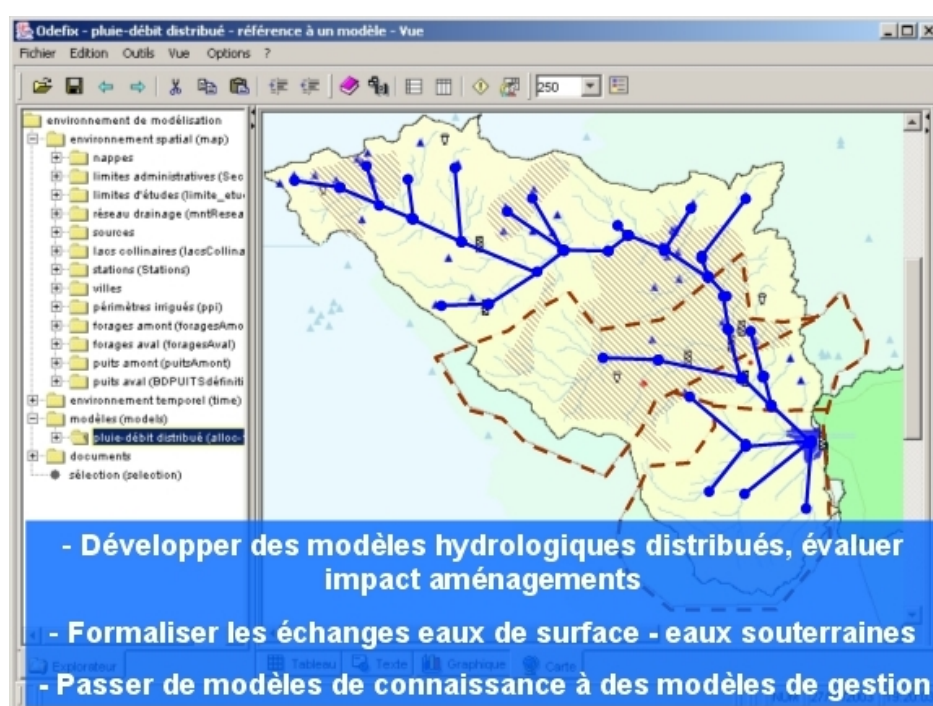 Odefix - pluie-débit distribué - référence à un modèle - Vue
Fichier Edition Outils Vue Options ?
250
environnement de modélisation
environnement spatial (map)
nappes
limites administratives (Sec
limites d'études (limite_etu
réseau drainage (mntResea
sources
lacs collinaires (lacsCollina
stations (Stations)
villes
périmètres irrigués (ppi)
forages amont (foragesAmo
forages aval (foragesAval)
puits amont (puitsAmont)
puits aval (BDPUITSdéfiniti
environnement temporel (time)
modèles (models)
pluie-débit distribué (alloc-
documents
sélection (selection)
- Développer des modèles hydrologiques distribués, évaluer
impact aménagements
- Formaliser les échanges eaux de surface - eaux souterraines
Explorateur Tableau Texte Graphique Carte
- Passer de modèles de connaissance à des modèles de gestion